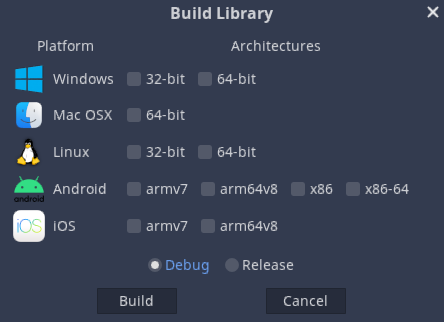 Build Library
Platform Architectures
Windows 32-bit 64-bit
Mac OSX 64-bit
Linux 32-bit 64-bit
android
Android armv7 arm64v8 x86 x86-64
iOS
iOS armv7 arm64v8
Debug Release
Build Cancel